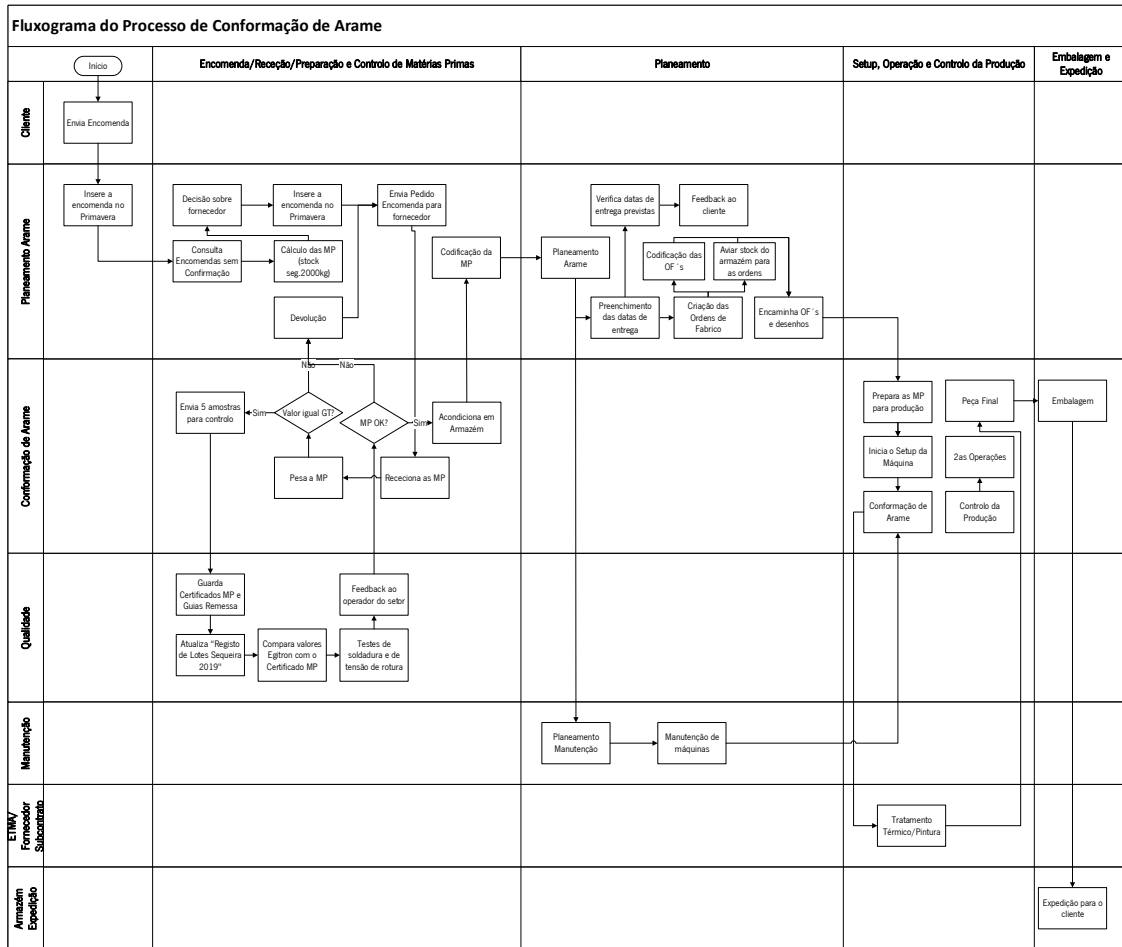 Fluxograma do Processo de Conformação de Arame
Início
Encomenda/Receção/Preparação e Controlo de Matérias Primas
Planeamento
Setup, Operação e Controlo da Produção
Embalagem e
Expedição
Cliente
Envia Encomenda
Planeamento Arame
Insere a
encomenda no
Primavera
Decisão sobre
fornecedor
Insere a
encomenda no
Primavera
Envia Pedido
Encomenda para
fornecedor
Consulta
Encomendas sem
Confirmação
Cálculo das MP
(stock
seg.2000kg)
Devolução
Codificação da
MP
Planeamento
Arame
Verifica datas de
entrega previstas
Feedback ao
cliente
Codificação das
OF´s
Aviar stock do
armazém para
as ordens
Preenchimento
das datas de
entrega
Criação das
Ordens de
Fabrico
Encaminha OF´s
e desenhos
Conformação de Arame
Não
Não
Envia 5 amostras
para controlo
Sim
Valor igual GT?
MP OK?
Sim
Acondiciona em
Armazém
Pesa a MP
Receciona as MP
Prepara as MP
para produção
Peça Final
Embalagem
Inicia o Setup da
Máquina
2as Operações
Conformação de
Arame
Controlo da
Produção
Qualidade
Guarda
Certificados MP e
Guias Remessa
Feedback ao
operador do setor
Atualiza "Registo
de Lotes Sequeira
2019"
Compara valores
Egitron com o
Certificado MP
Testes de
soldadura e de
tensão de rotura
Manutenção
Planeamento
Manutenção
Manutenção de
máquinas
ETMA/
Fornecedor
Subcontrato
Tratamento
Térmico/Pintura
Armazém
Expedição
Expedição para o
cliente